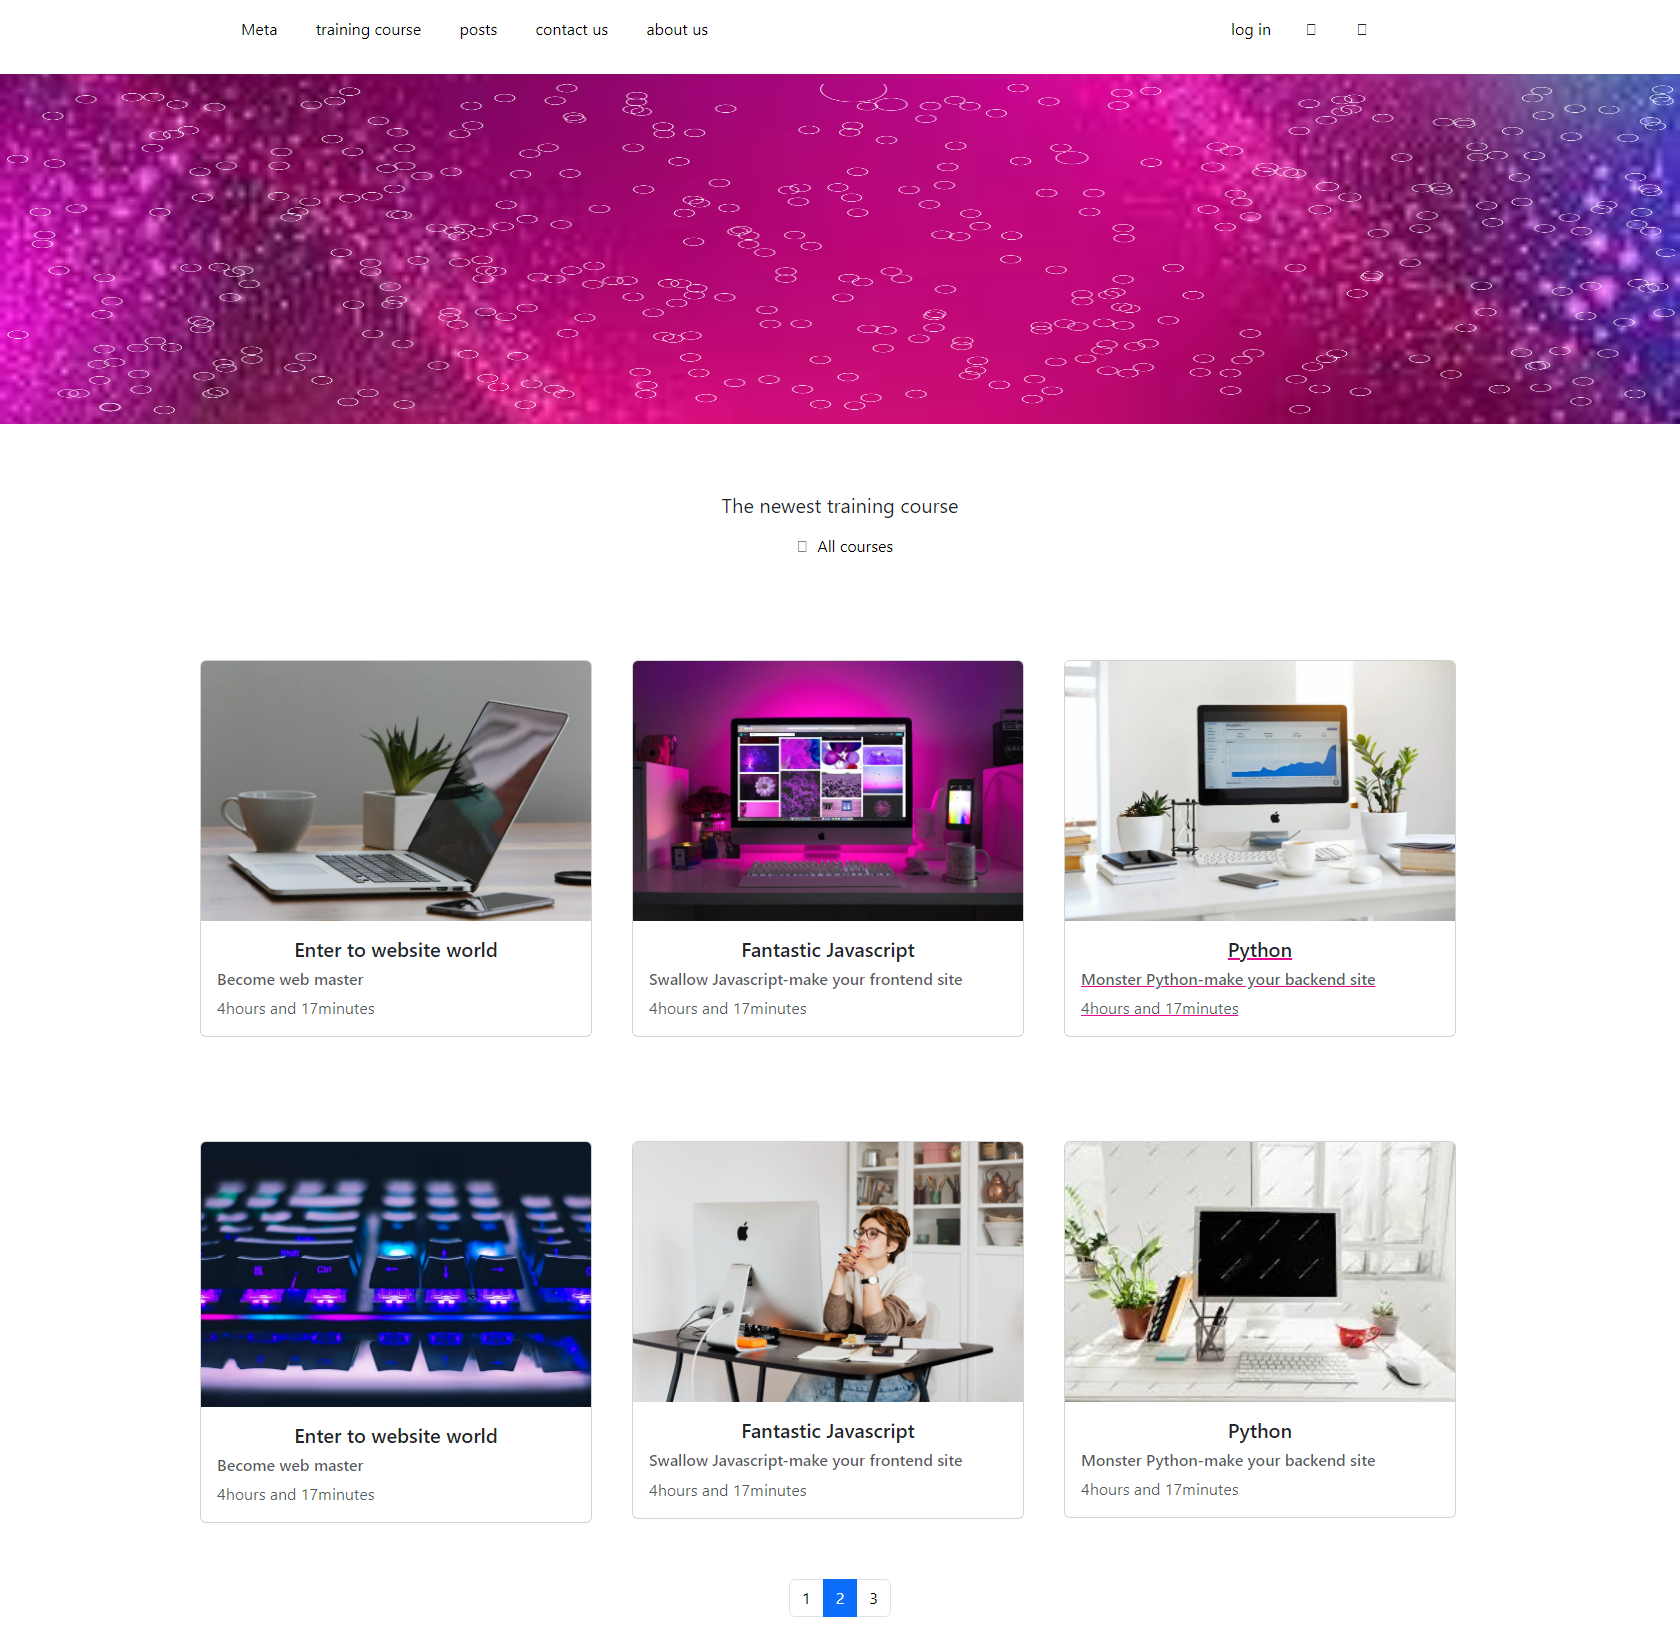 Meta training course posts contact us about us log in
The newest training course
All courses
Enter to website world
Become web master
4hours and 17minutes
Fantastic Javascript
Swallow Javascript-make your frontend site
4hours and 17minutes
Python
Monster Python-make your backend site
4hours and 17minutes
Shift
Ctrl
Enter to website world
Become web master
4hours and 17minutes
Fantastic Javascript
Swallow Javascript-make your frontend site
4hours and 17minutes
Python
Monster Python-make your backend site
4hours and 17minutes
1 2 3